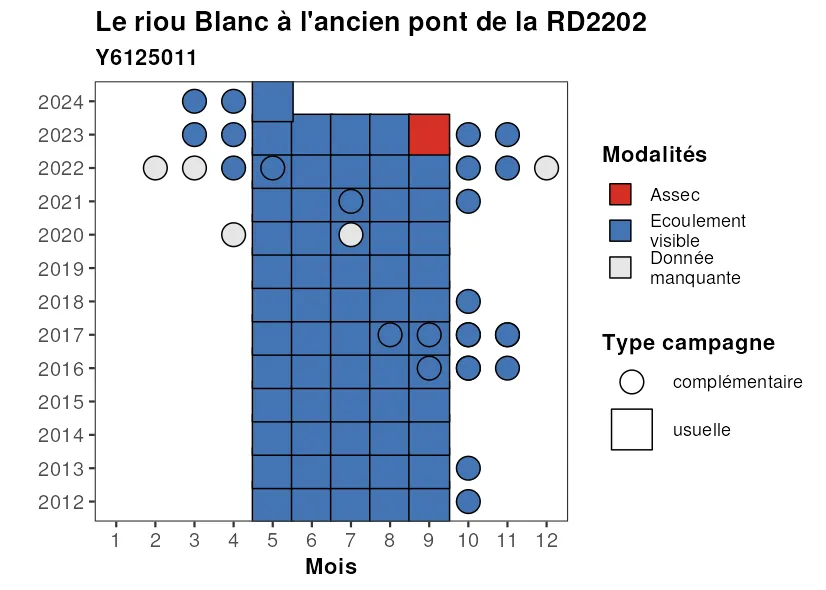 Le riou Blanc à l'ancien pont de la RD2202
Y6125011
2024
2023
2022
2021
2020
2019
2018
2017
2016
2015
2014
2013
2012
1 2 3 4 5 6 7 8 9 10 11 12
Mois
Modalités
Assec
Ecoulement
visible
Donnée
manquante
Type campagne
complémentaire
usuelle